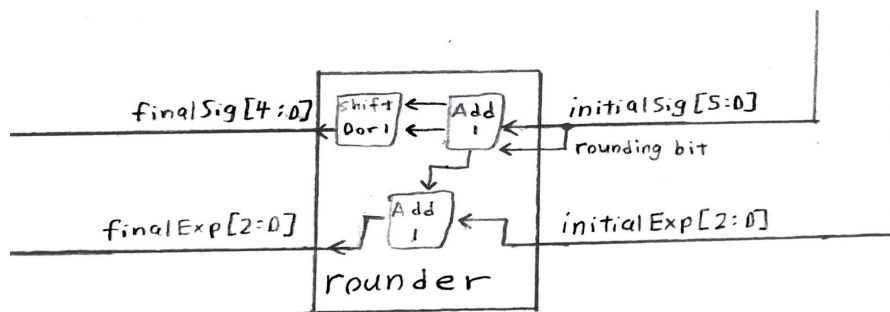 finalSig[4:0]
shift
0or1
Add
1
initialSig[5:0]
rounding bit
finalExp[2:0]
Add
1
initialExp[2:0]
rounder